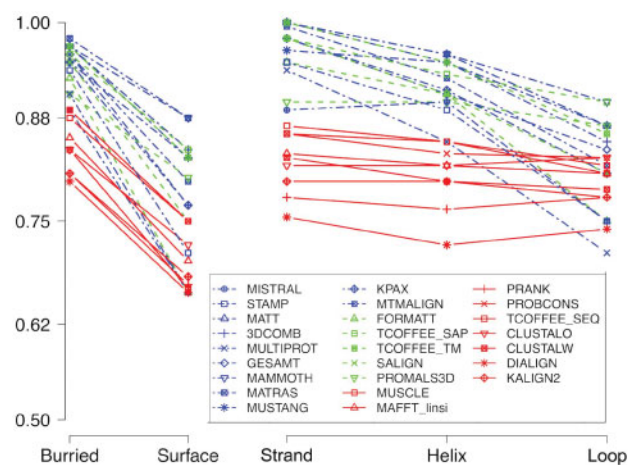 1.00
0.88
0.75
0.62
0.50
MISTRAL KPAX PRANK
STAMP MTMALIGN PROBCONS
MATT FORMATT TCOFFEE_SEQ
3DCOMB TCOFFEE_SAP CLUSTALO
MULTIPROT TCOFFEE_TM CLUSTALW
GESAMT SALIGN DIALIGN
MAMMOTH PROMALS3D KALIGN2
MATRAS MUSCLE
MUSTANG MAFFT_linsi
Burried Surface Strand Helix Loop